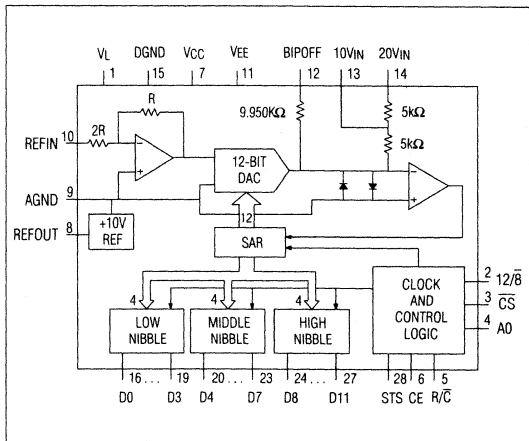 VL DGND VCC VEE BIPOFF 10VIN 20VIN
1 15 7 11 12 13 14
R
9.950KΩ
5kΩ
REFIN 10 2R
5kΩ
12-BIT
DAC
AGND 9
REFOUT 8
+10V
REF
12
SAR
4 4 4
LOW
NIBBLE
MIDDLE
NIBBLE
HIGH
NIBBLE
CLOCK
AND
CONTROL
LOGIC
2 12/8̅
3 C̅S̅
4 A0
16 ... 19 20 ... 23 24 ... 27 28 6 5
D0 D3 D4 D7 D8 D11 STS CE R/C̅